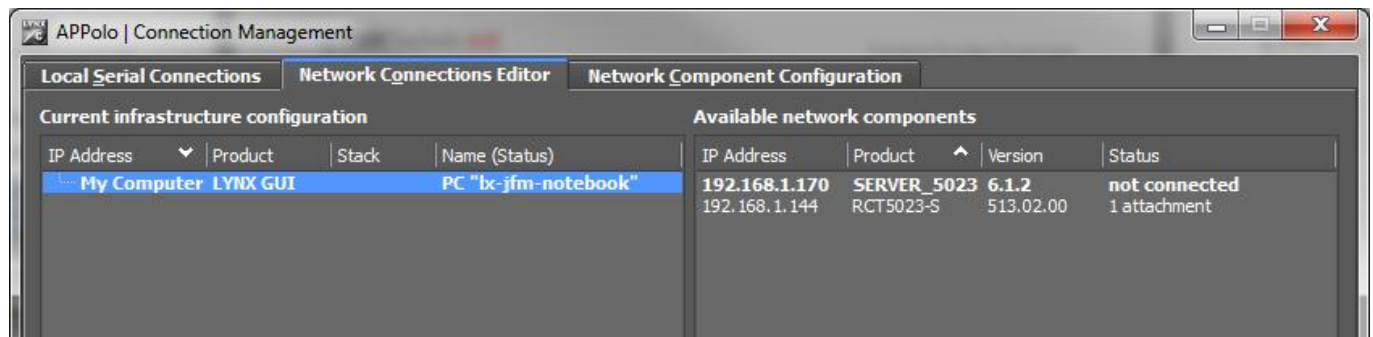 APPolo | Connection Management
Local Serial Connections Network Connections Editor Network Component Configuration
Current infrastructure configuration Available network components
IP Address Product Stack Name (Status) IP Address Product Version Status
My Computer LYNX GUI PC "lx-jfm-notebook" 192.168.1.170 SERVER_5023 6.1.2 not connected
192.168.1.144 RCT5023-S 513.02.00 1 attachment